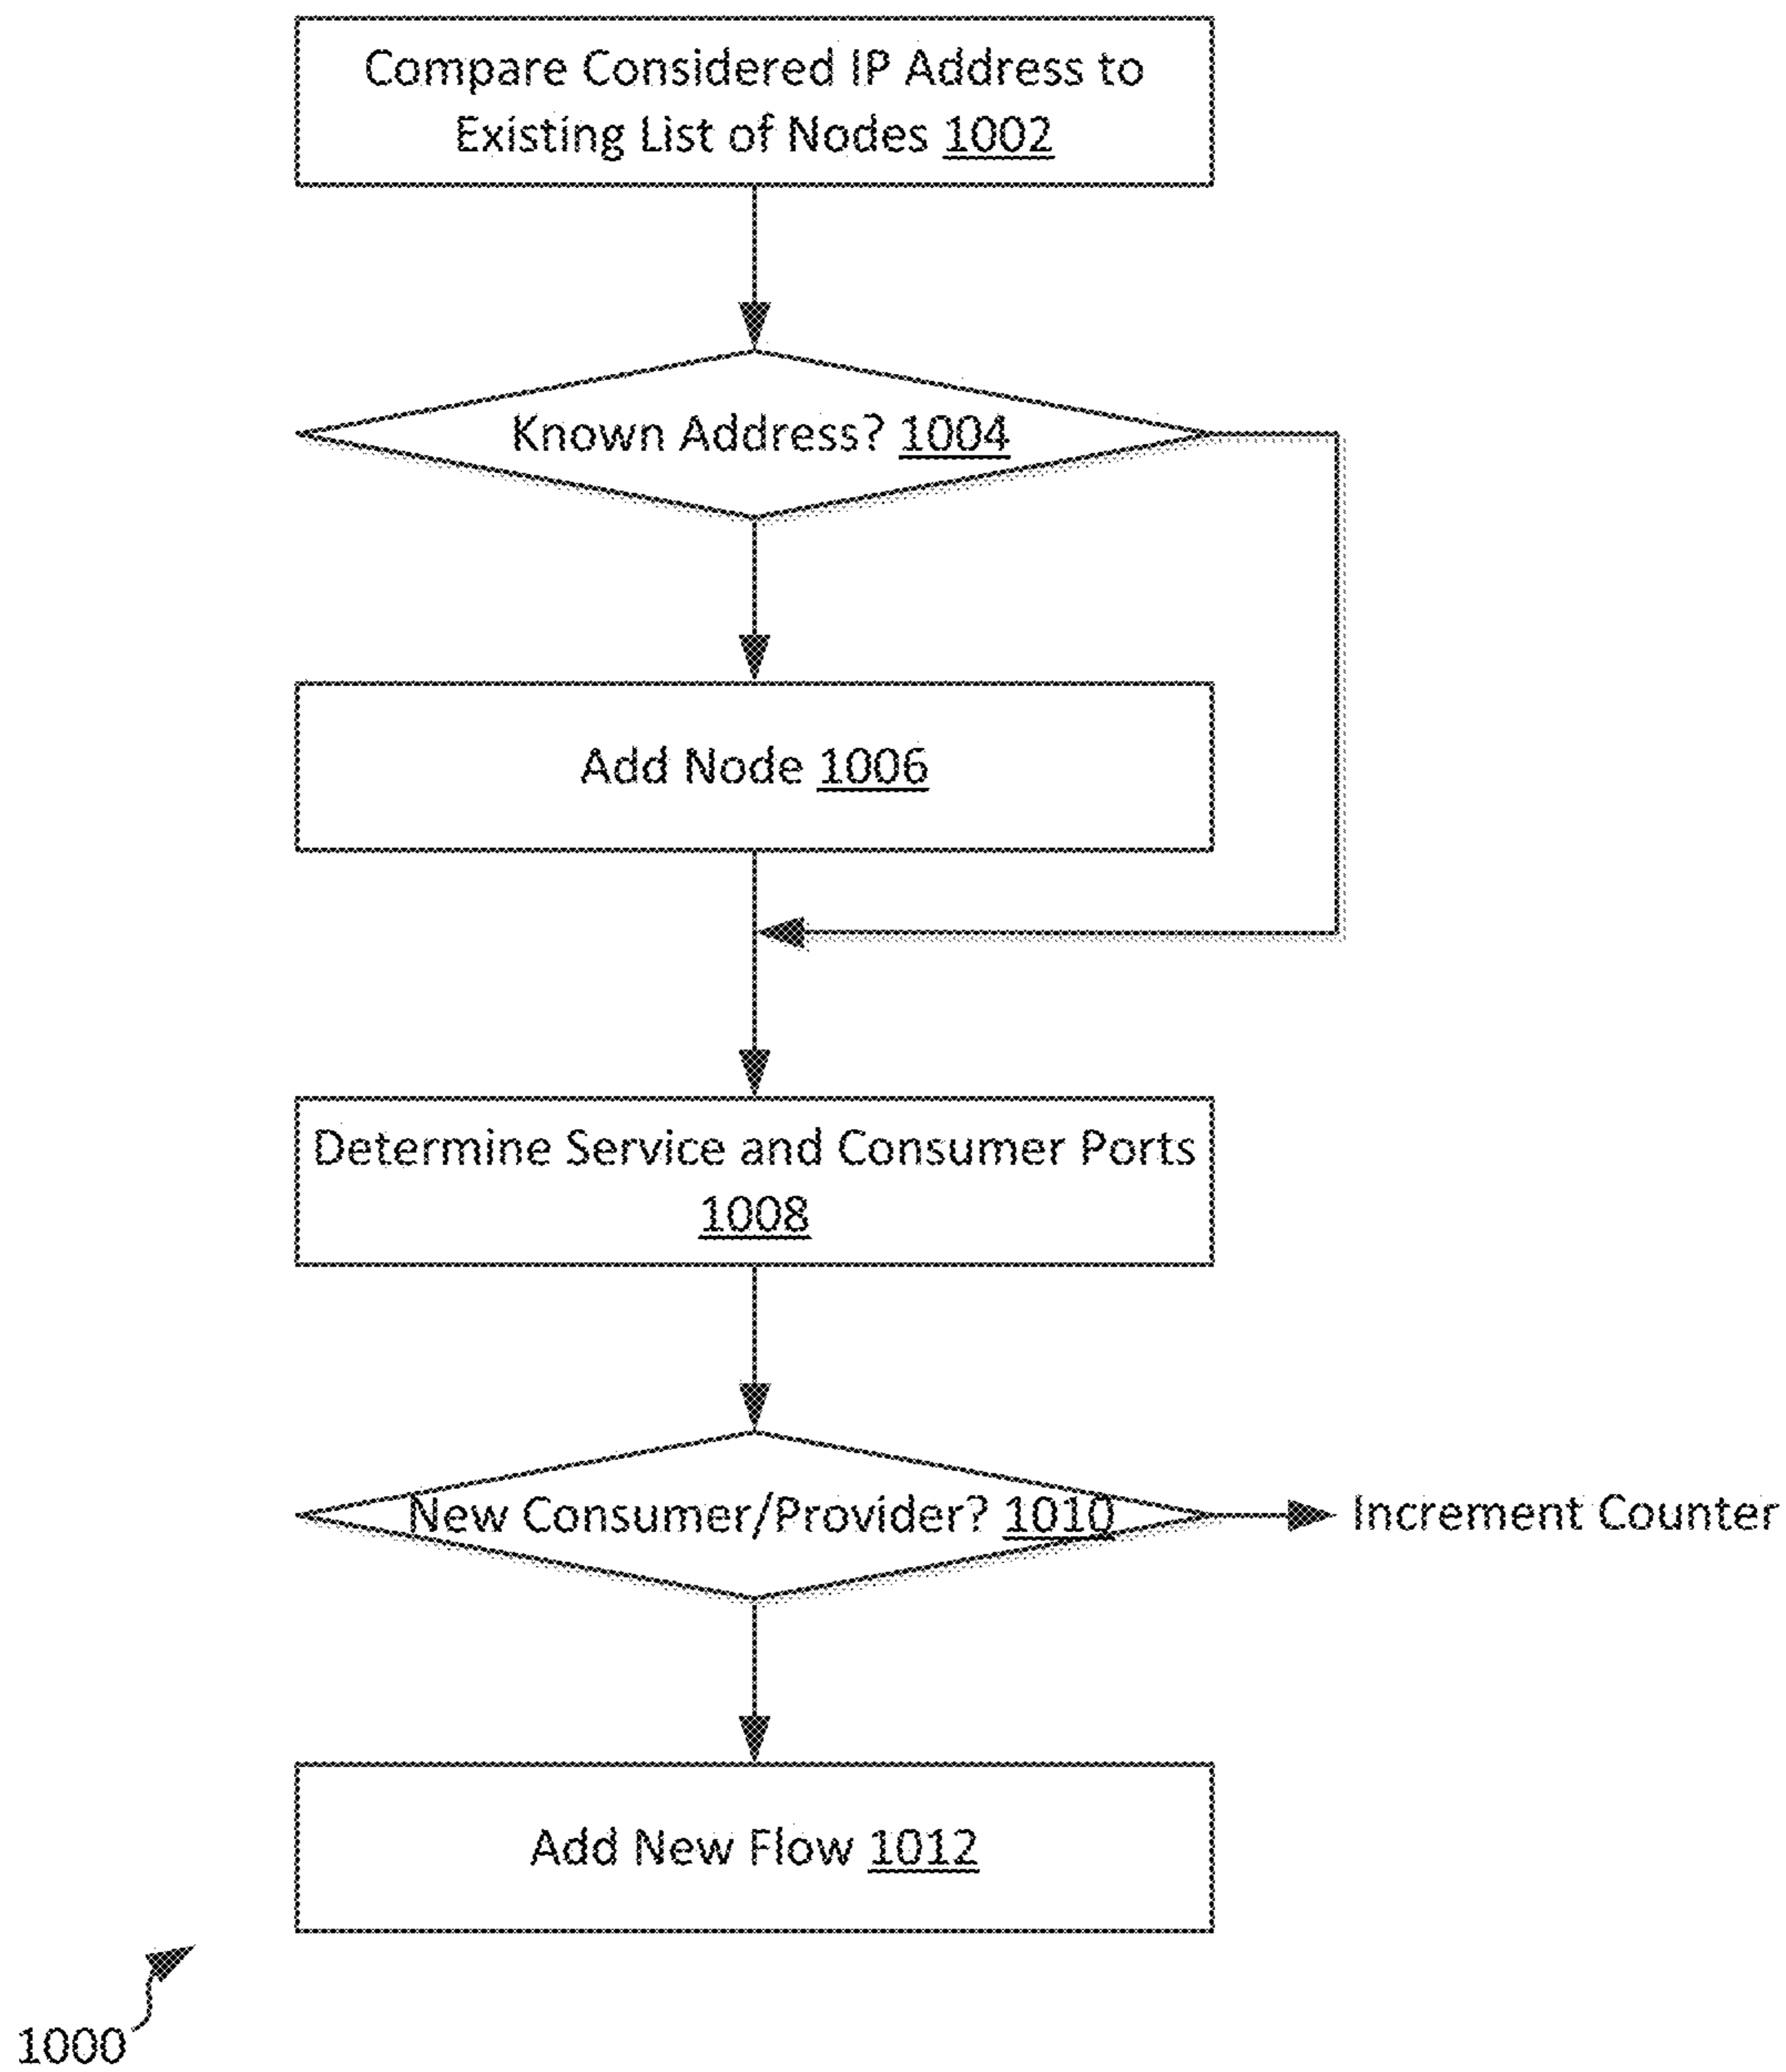 Compare Considered IP Address to
Existing List of Nodes 1002
Known Address? 1004
Add Node 1006
Determine Service and Consumer Ports
1008
New Consumer/Provider? 1010
Increment Counter
Add New Flow 1012
1000